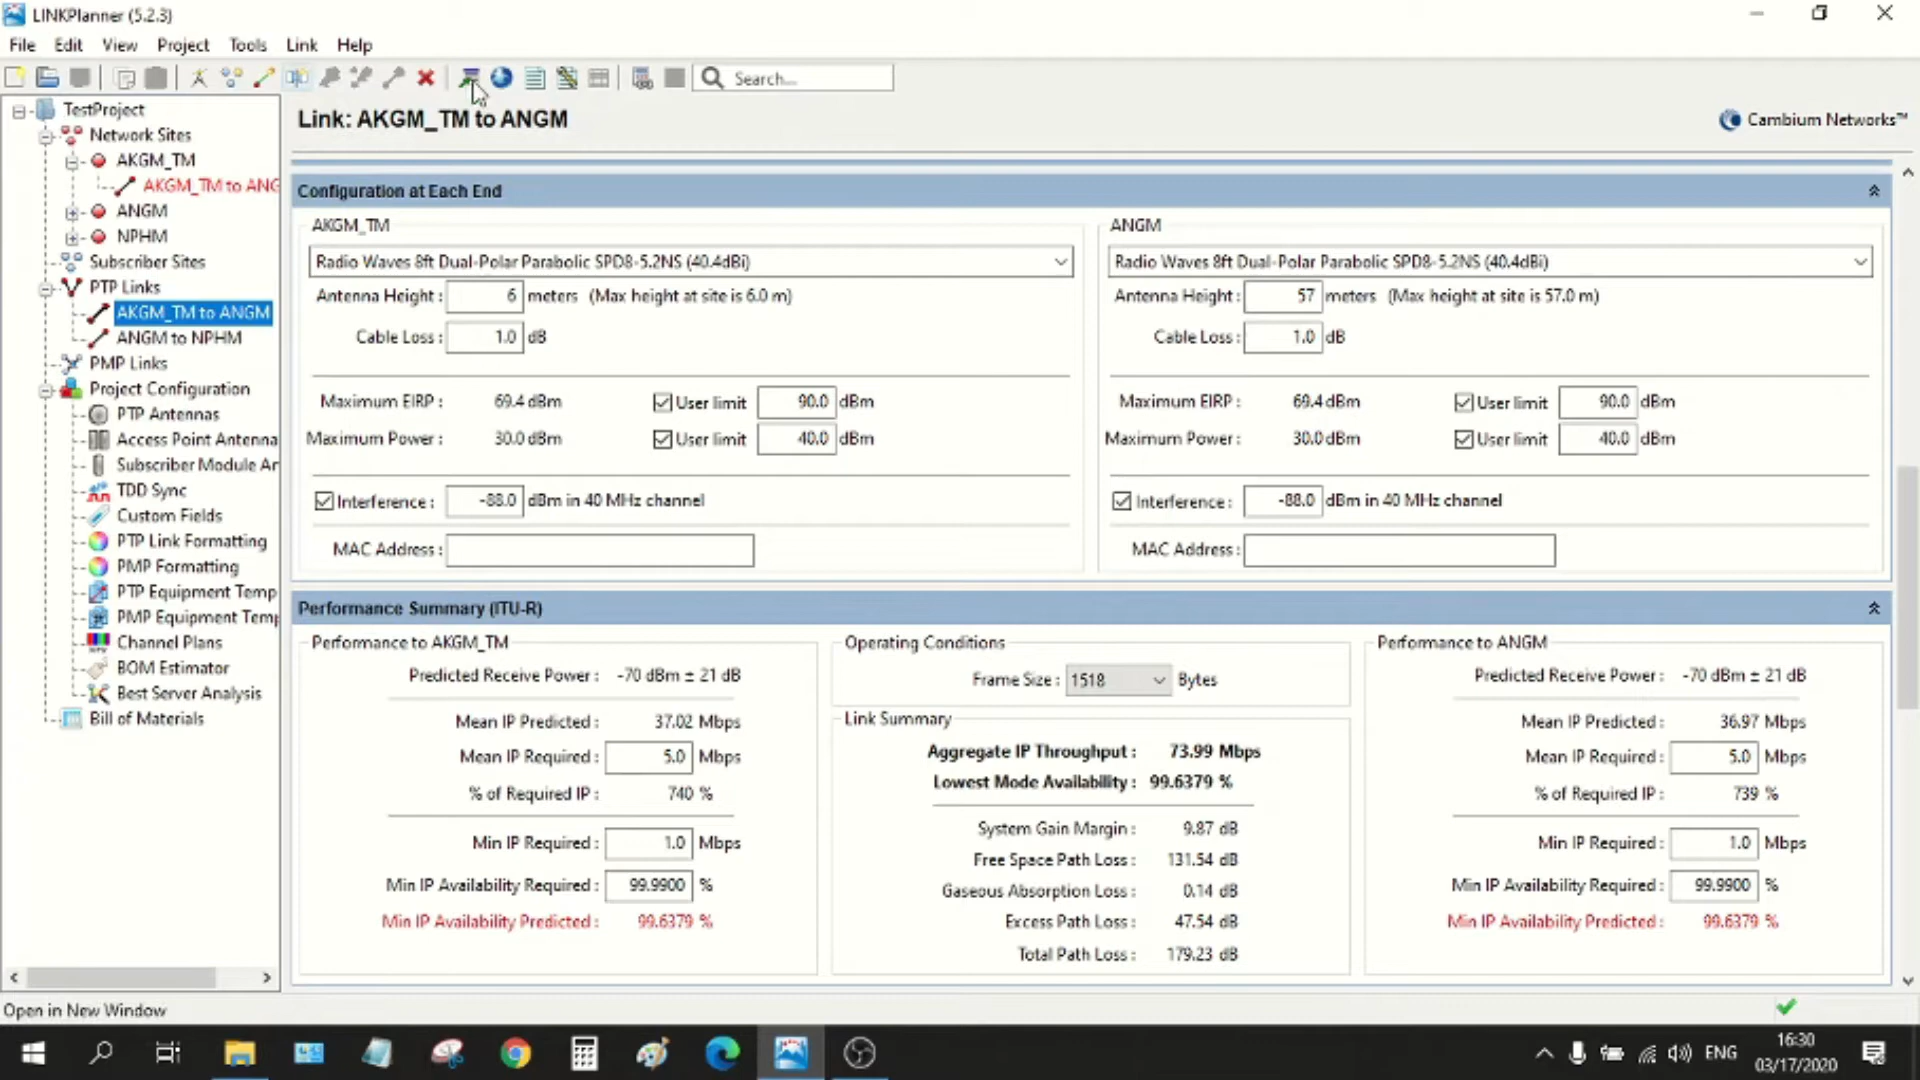 LINKPlanner (5.2.3)
File Edit View Project Tools Link Help
Search...
TestProject
Network Sites
AKGM_TM
AKGM_TM to ANG
ANGM
NPHM
Subscriber Sites
PTP Links
AKGM_TM to ANGM
ANGM to NPHM
PMP Links
Project Configuration
PTP Antennas
Access Point Antenna
Subscriber Module Ar
TDD Sync
Custom Fields
PTP Link Formatting
PMP Formatting
PTP Equipment Temp
PMP Equipment Temp
Channel Plans
BOM Estimator
Best Server Analysis
Bill of Materials
Link: AKGM_TM to ANGM
Cambium Networks™
Configuration at Each End
AKGM_TM
Radio Waves 8ft Dual-Polar Parabolic SPD8-5.2NS (40.4dBi)
Antenna Height : 6 meters (Max height at site is 6.0 m)
Cable Loss : 1.0 dB
Maximum EIRP : 69.4 dBm User limit 90.0 dBm
Maximum Power : 30.0 dBm User limit 40.0 dBm
Interference : -88.0 dBm in 40 MHz channel
MAC Address :
ANGM
Radio Waves 8ft Dual-Polar Parabolic SPD8-5.2NS (40.4dBi)
Antenna Height : 57 meters (Max height at site is 57.0 m)
Cable Loss : 1.0 dB
Maximum EIRP : 69.4 dBm User limit 90.0 dBm
Maximum Power : 30.0 dBm User limit 40.0 dBm
Interference : -88.0 dBm in 40 MHz channel
MAC Address :
Performance Summary (ITU-R)
Performance to AKGM_TM
Predicted Receive Power : -70 dBm ± 21 dB
Mean IP Predicted : 37.02 Mbps
Mean IP Required : 5.0 Mbps
% of Required IP : 740 %
Min IP Required : 1.0 Mbps
Min IP Availability Required : 99.9900 %
Min IP Availability Predicted : 99.6379 %
Operating Conditions
Frame Size : 1518 Bytes
Link Summary
Aggregate IP Throughput : 73.99 Mbps
Lowest Mode Availability : 99.6379 %
System Gain Margin : 9.87 dB
Free Space Path Loss : 131.54 dB
Gaseous Absorption Loss : 0.14 dB
Excess Path Loss : 47.54 dB
Total Path Loss : 179.23 dB
Performance to ANGM
Predicted Receive Power : -70 dBm ± 21 dB
Mean IP Predicted : 36.97 Mbps
Mean IP Required : 5.0 Mbps
% of Required IP : 739 %
Min IP Required : 1.0 Mbps
Min IP Availability Required : 99.9900 %
Min IP Availability Predicted : 99.6379 %
Open in New Window
ENG
16:30
03/17/2020